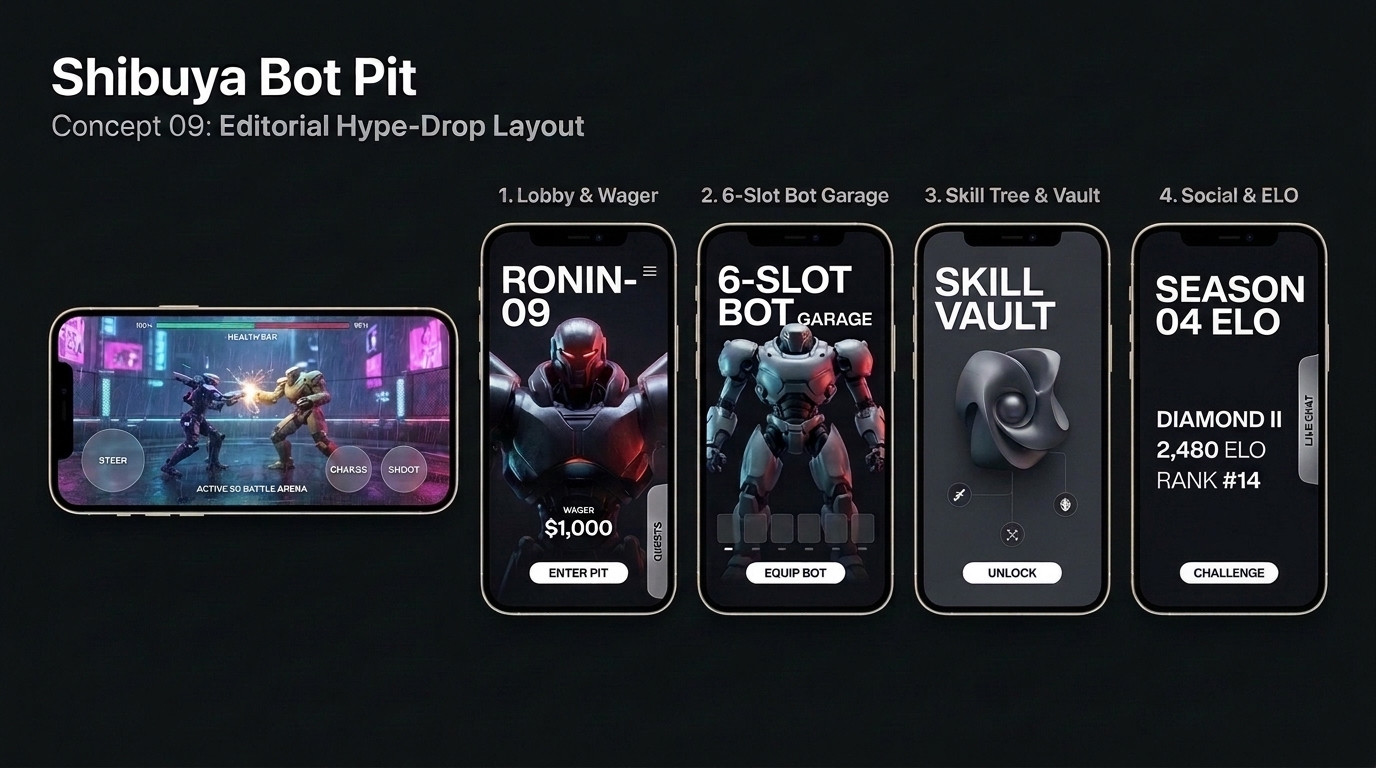 Shibuya Bot Pit
Concept 09: Editorial Hype-Drop Layout
1. Lobby & Wager
2. 6-Slot Bot Garage
3. Skill Tree & Vault
4. Social & ELO
HEALTH BAR
STEER
CHARGS
SHDOT
ACTIVE SO BATTLE ARENA
RONIN-
09
WAGER
$1,000
QUESTS
ENTER PIT
6-SLOT
BOT GARAGE
EQUIP BOT
SKILL
VAULT
UNLOCK
SEASON
04 ELO
DIAMOND II
2,480 ELO
RANK #14
CHAT
CHALLENGE